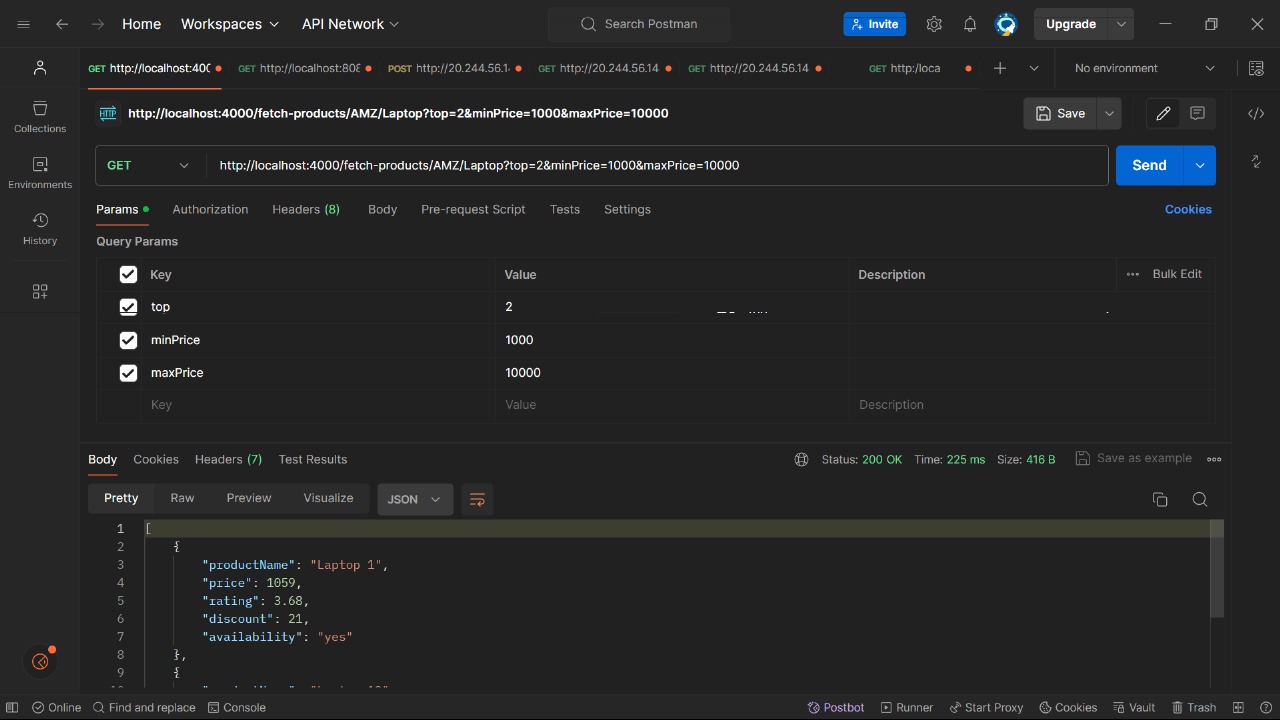 Home Workspaces API Network Search Postman Invite Upgrade
GET http://localhost:400 GET http://localhost:808 POST http://20.244.56.1 GET http://20.244.56.14 GET http://20.244.56.14 GET http:/loca No environment
HTTP http://localhost:4000/fetch-products/AMZ/Laptop?top=2&minPrice=1000&maxPrice=10000 Save
Collections
GET http://localhost:4000/fetch-products/AMZ/Laptop?top=2&minPrice=1000&maxPrice=10000 Send
Environments
Params Authorization Headers (8) Body Pre-request Script Tests Settings Cookies
History
Query Params
Key Value Description Bulk Edit
top 2
minPrice 1000
maxPrice 10000
Key Value Description
Body Cookies Headers (7) Test Results Status: 200 OK Time: 225 ms Size: 416 B Save as example
Pretty Raw Preview Visualize JSON
1 [
2 {
3 "productName": "Laptop 1",
4 "price": 1059,
5 "rating": 3.68,
6 "discount": 21,
7 "availability": "yes"
8 },
9 {
Online Find and replace Console Postbot Runner Start Proxy Cookies Vault Trash